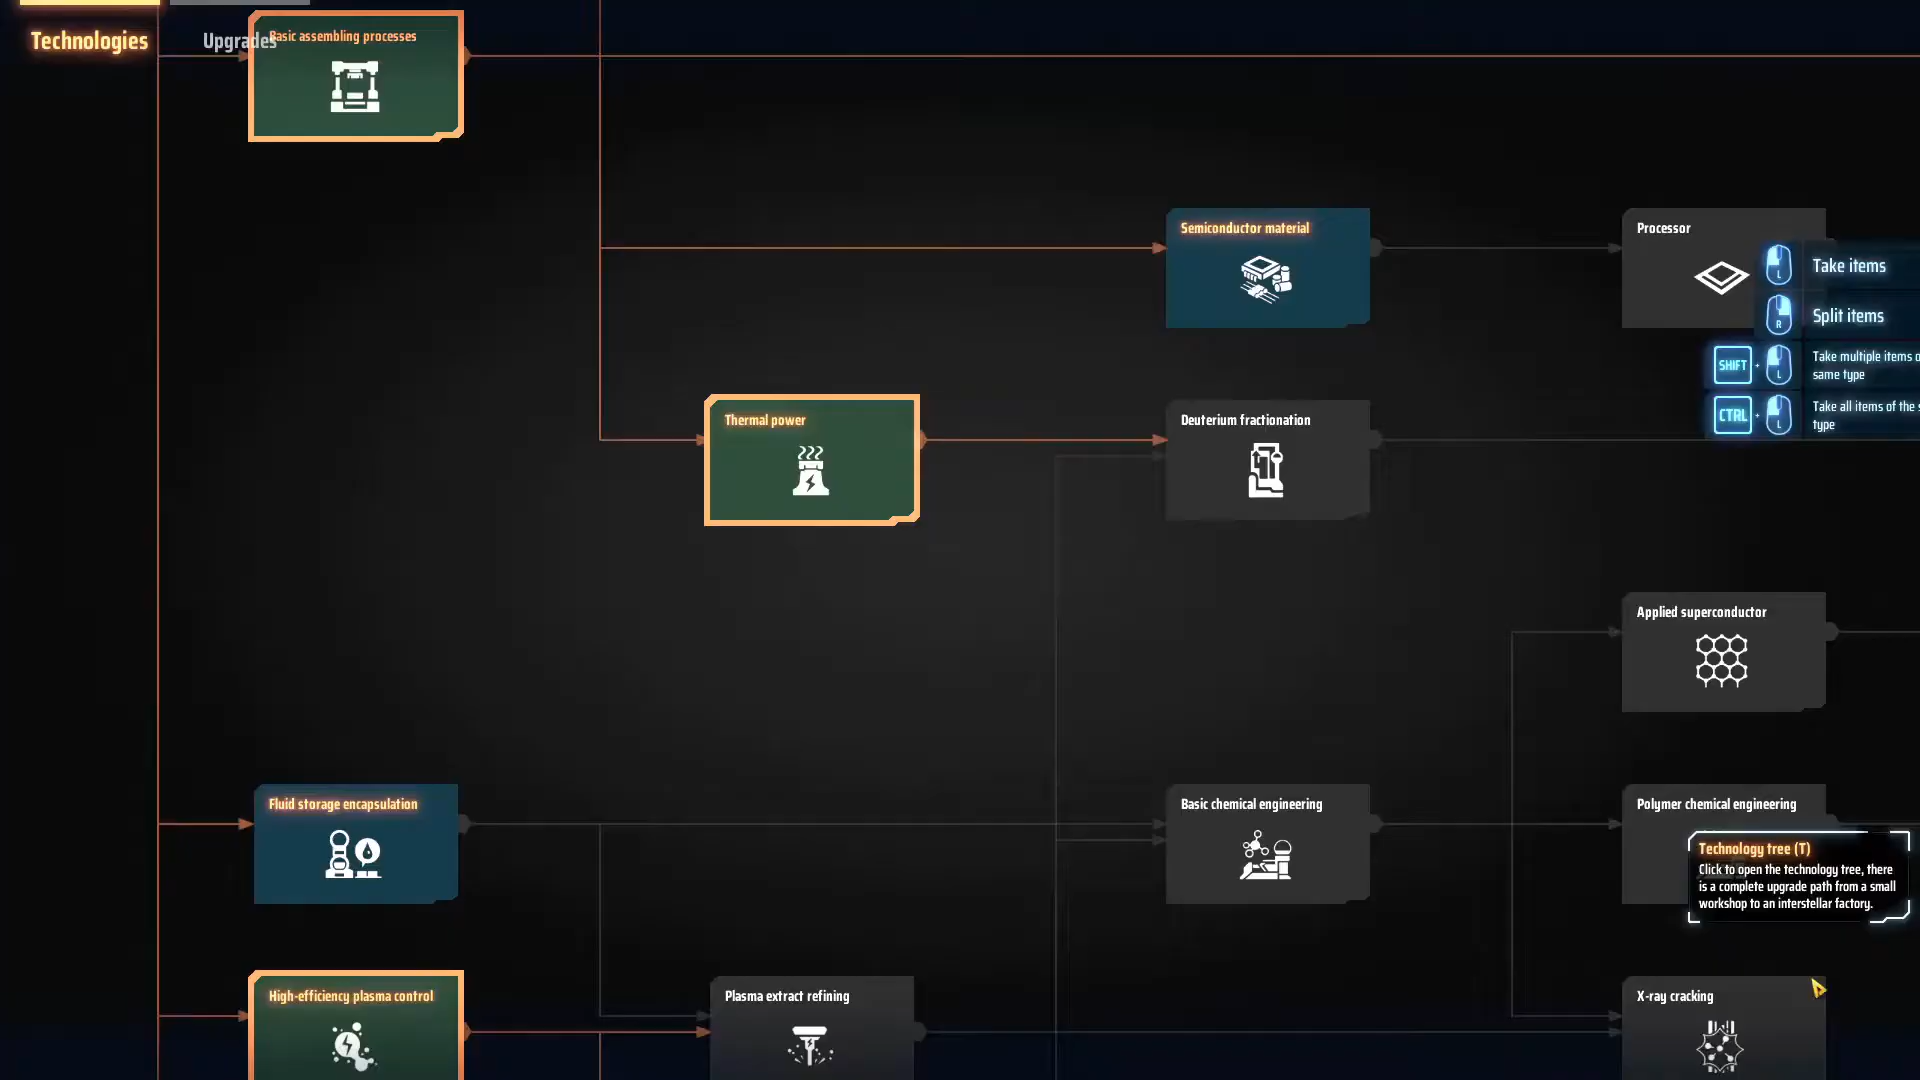 Technologies
Upgrades
Basic assembling processes
Semiconductor material
Processor
L
Take items
R
Split items
SHIFT
+
L
Take multiple items o
same type
CTRL
+
L
Take all items of the s
type
Thermal power
Deuterium fractionation
Applied superconductor
Fluid storage encapsulation
Basic chemical engineering
Polymer chemical engineering
Technology tree (T)
Click to open the technology tree, there
is a complete upgrade path from a small
workshop to an interstellar factory.
High-efficiency plasma control
Plasma extract refining
X-ray cracking